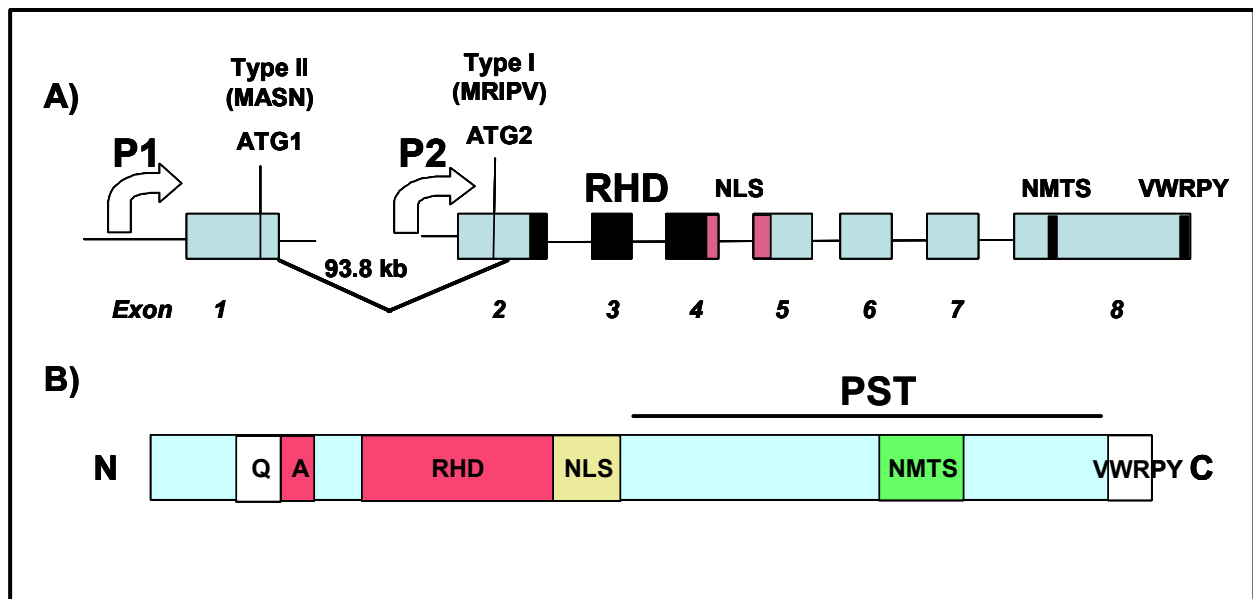 A)
Type II
(MASN)
ATG1
Type I
(MRIPV)
ATG2
P1
P2
RHD
NLS
NMTS
VWRPY
93.8 kb
Exon 1 2 3 4 5 6 7 8
B)
PST
N Q A RHD NLS NMTS VWRPY C